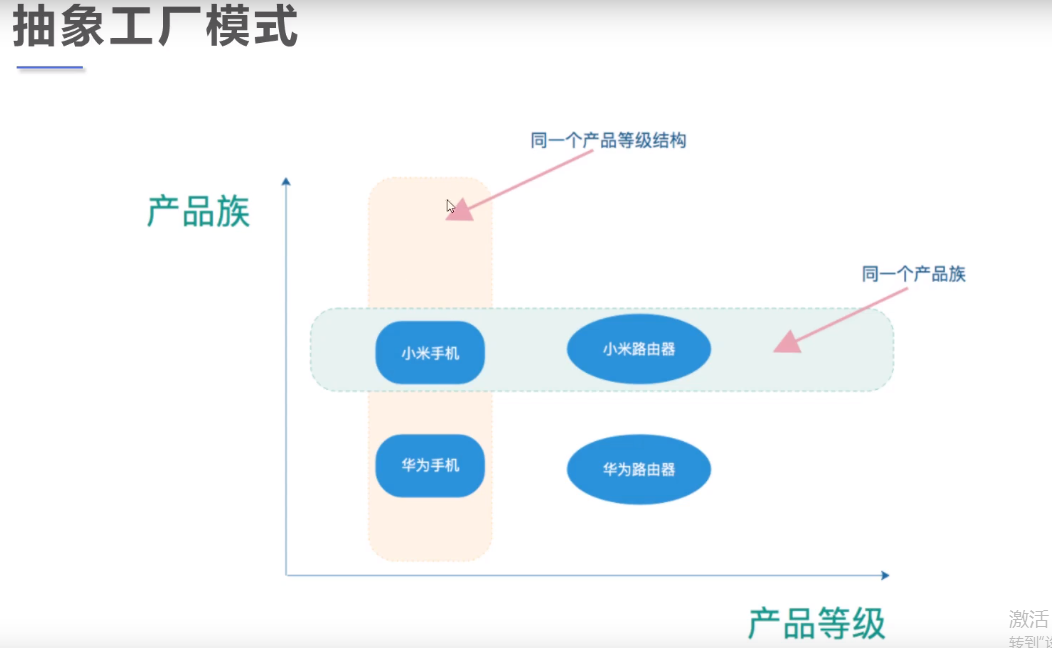 抽象工厂模式
同一个产品等级结构
产品族
同一个产品族
小米手机
小米路由器
华为手机
华为路由器
产品等级
激活
转到"